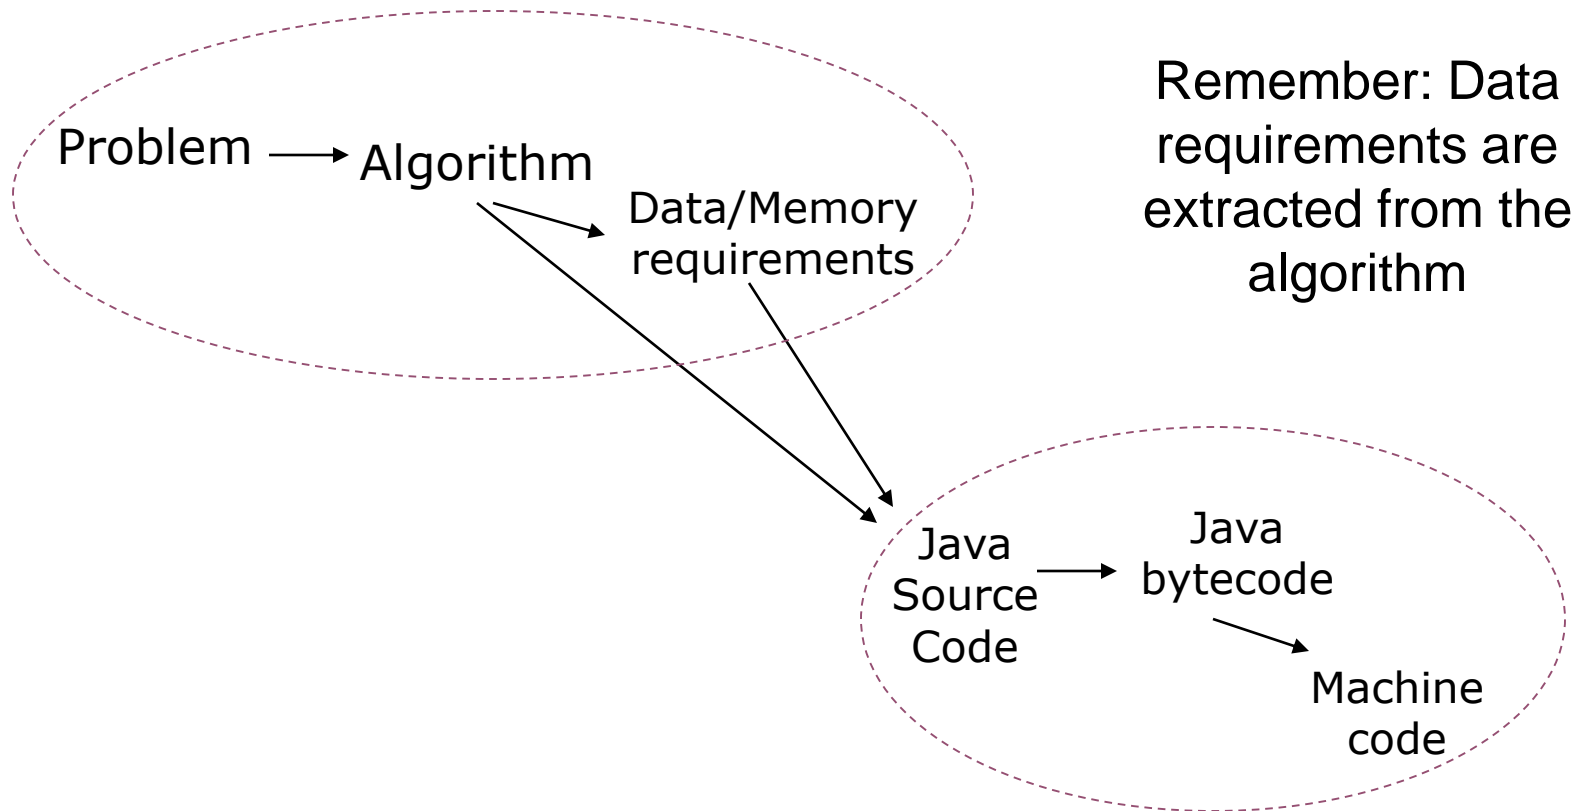 Problem
Algorithm
Data/Memory
requirements
Remember: Data
requirements are
extracted from the
algorithm
Java
Source
Code
Java
bytecode
Machine
code